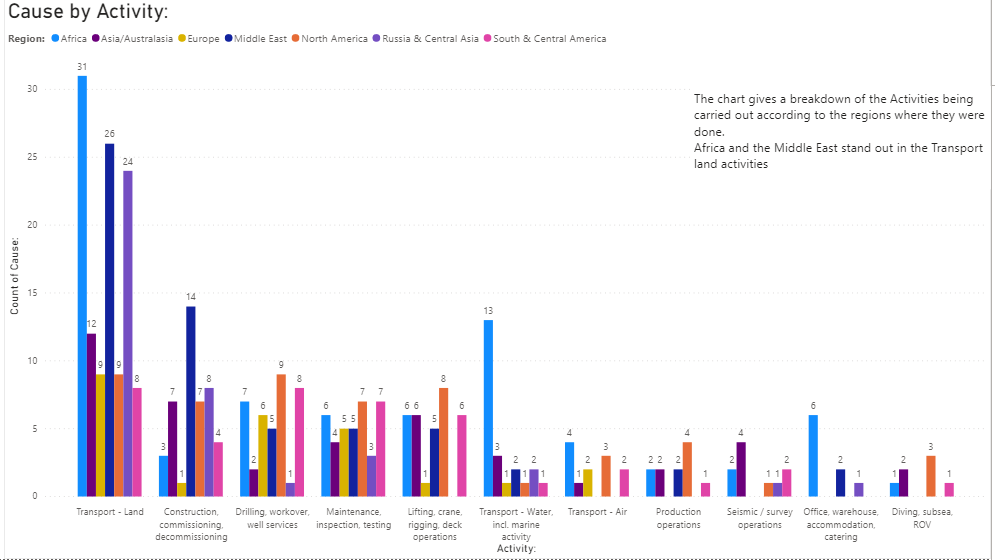 Cause by Activity:
Region: Africa Asia/Australasia Europe Middle East North America Russia & Central Asia South & Central America
The chart gives a breakdown of the Activities being
carried out according to the regions where they were
done.
Africa and the Middle East stand out in the Transport
land activities
Count of Cause:
30
25
20
15
10
5
0
31 12 9 26 9 24 8
3 7 1 14 7 8 4
7 2 6 5 9 1 8
6 4 5 5 7 3 7
6 6 1 5 8 6
13 3 1 2 1 2 1
4 1 2 3 2
2 2 2 4 1
2 4 1 1 2
6 2 1
1 2 3 1
Transport - Land
Construction,
commissioning,
decommissioning
Drilling, workover,
well services
Maintenance,
inspection, testing
Lifting, crane,
rigging, deck
operations
Transport - Water,
incl. marine
activity
Transport - Air
Production
operations
Seismic / survey
operations
Office, warehouse,
accommodation,
catering
Diving, subsea,
ROV
Activity: